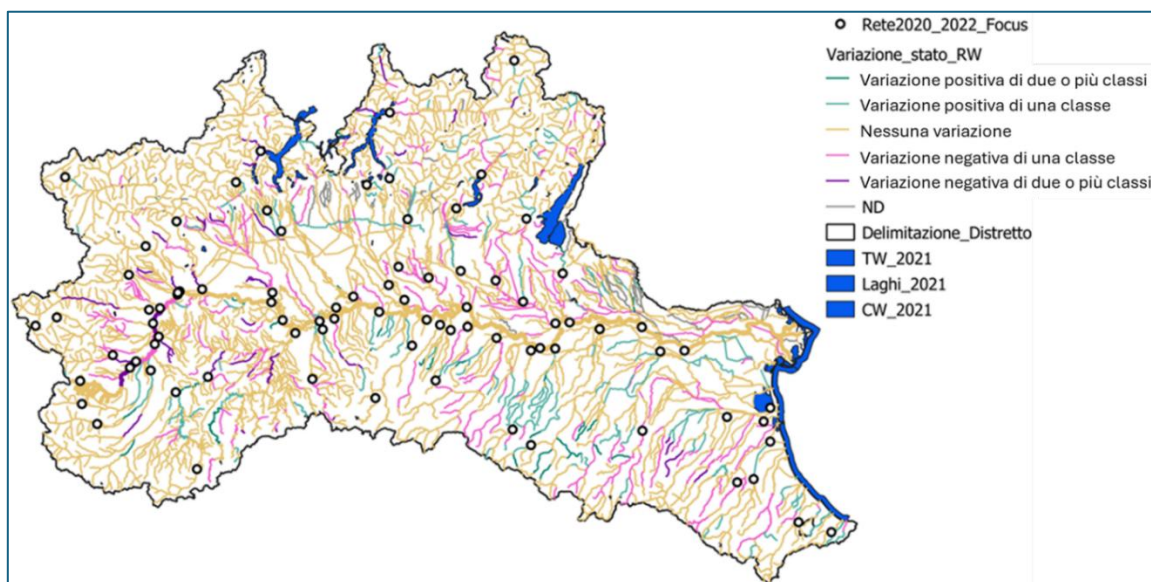 Rete2020_2022_Focus
Variazione_stato_RW
Variazione positiva di due o più classi
Variazione positiva di una classe
Nessuna variazione
Variazione negativa di una classe
Variazione negativa di due o più classi
ND
Delimitazione_Distretto
TW_2021
Laghi_2021
CW_2021